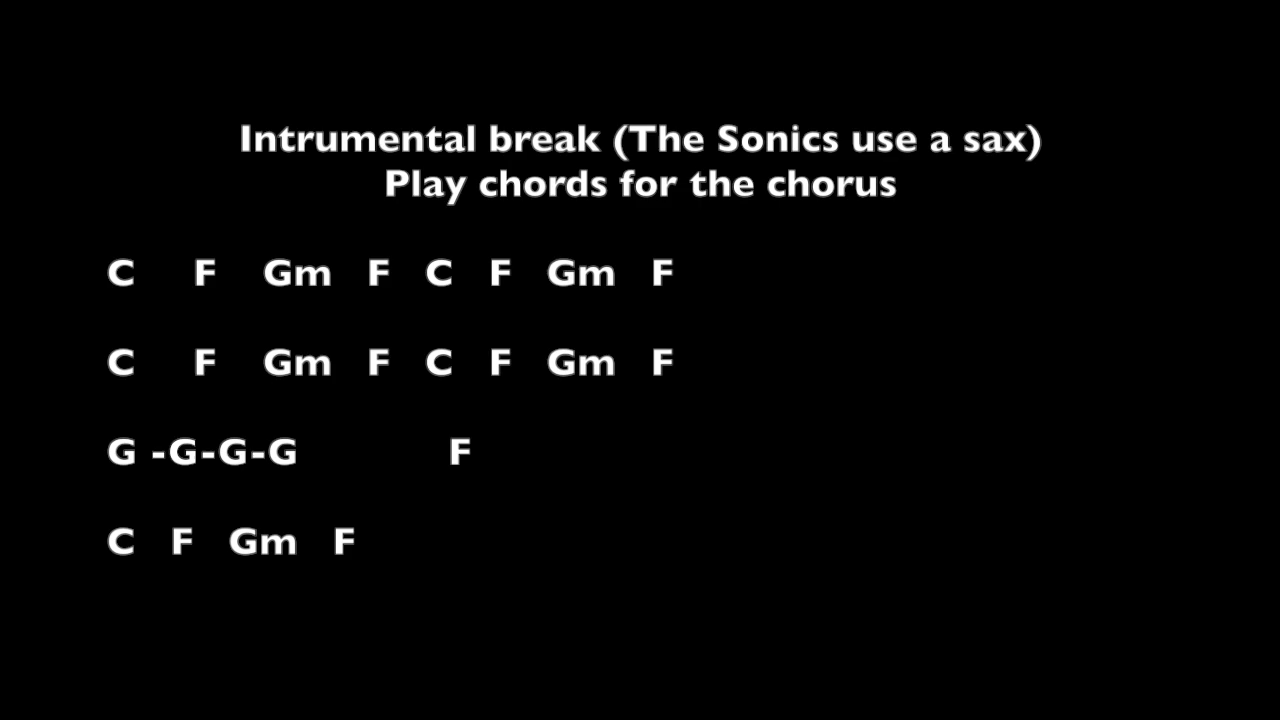 Intrumental break (The Sonics use a sax)
Play chords for the chorus
C F Gm F C F Gm F
C F Gm F C F Gm F
G -G-G-G F
C F Gm F